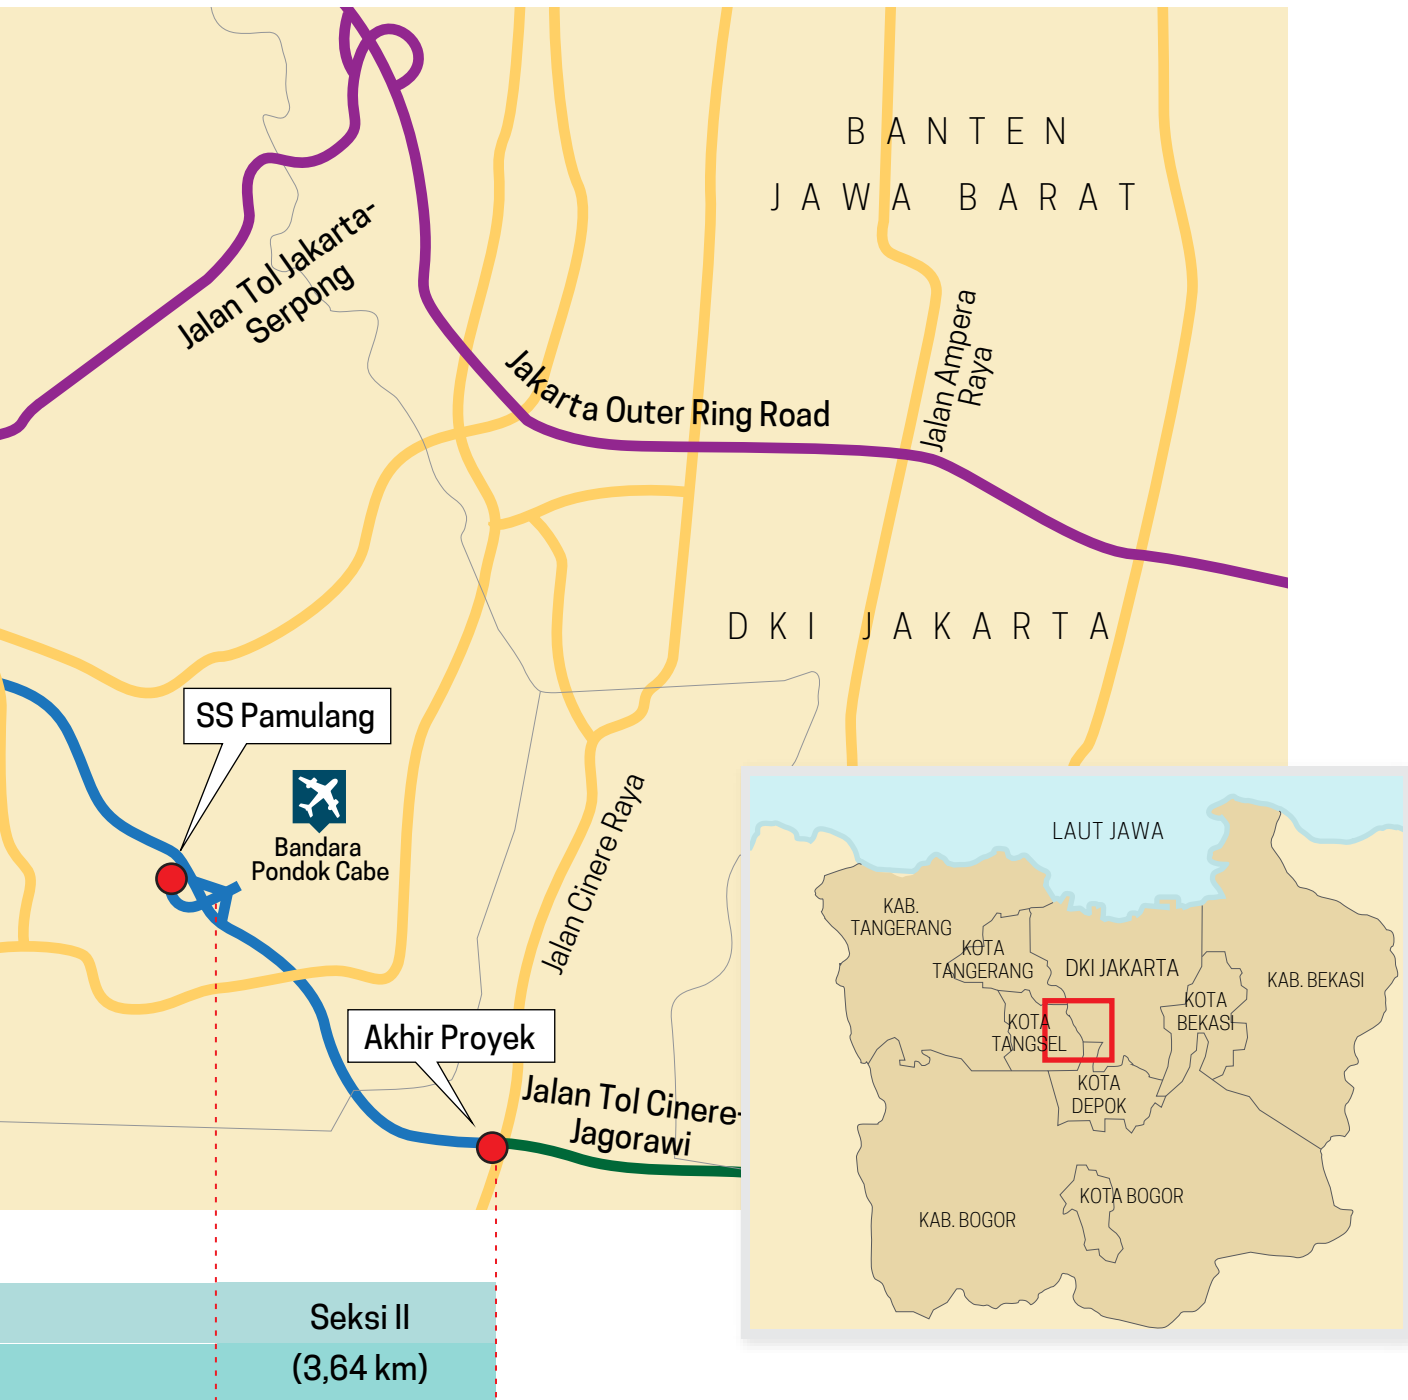 BANTEN
JAWA BARAT
Jalan Tol Jakarta-
Serpong
Jakarta Outer Ring Road
Jalan Ampera
Raya
DKI JAKARTA
SS Pamulang
Bandara
Pondok Cabe
Jalan Cinere Raya
Akhir Proyek
Jalan Tol Cinere-
Jagorawi
LAUT JAWA
KAB.
TANGERANG
KOTA
TANGERANG
DKI JAKARTA
KAB. BEKASI
KOTA
BEKASI
KOTA
TANGSEL
KOTA
DEPOK
KOTA BOGOR
KAB. BOGOR
Seksi II
(3,64 km)